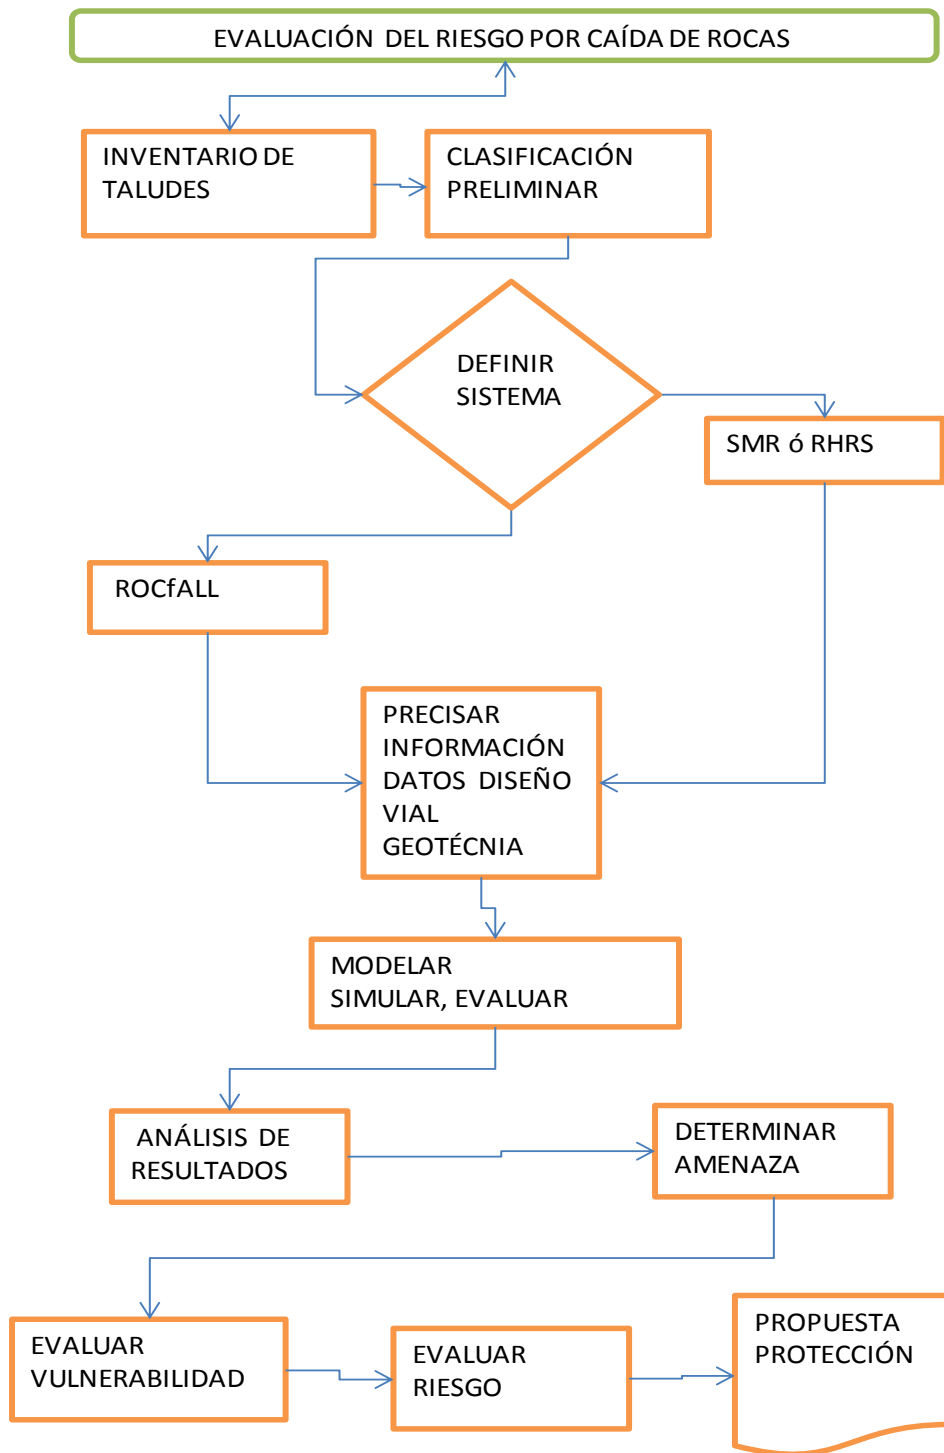 EVALUACIÓN DEL RIESGO POR CAÍDA DE ROCAS
INVENTARIO DE
TALUDES
CLASIFICACIÓN
PRELIMINAR
DEFINIR
SISTEMA
SMR ó RHRS
ROCfALL
PRECISAR
INFORMACIÓN
DATOS DISEÑO
VIAL
GEOTÉCNIA
MODELAR
SIMULAR, EVALUAR
ANÁLISIS DE
RESULTADOS
DETERMINAR
AMENAZA
EVALUAR
VULNERABILIDAD
EVALUAR
RIESGO
PROPUESTA
PROTECCIÓN